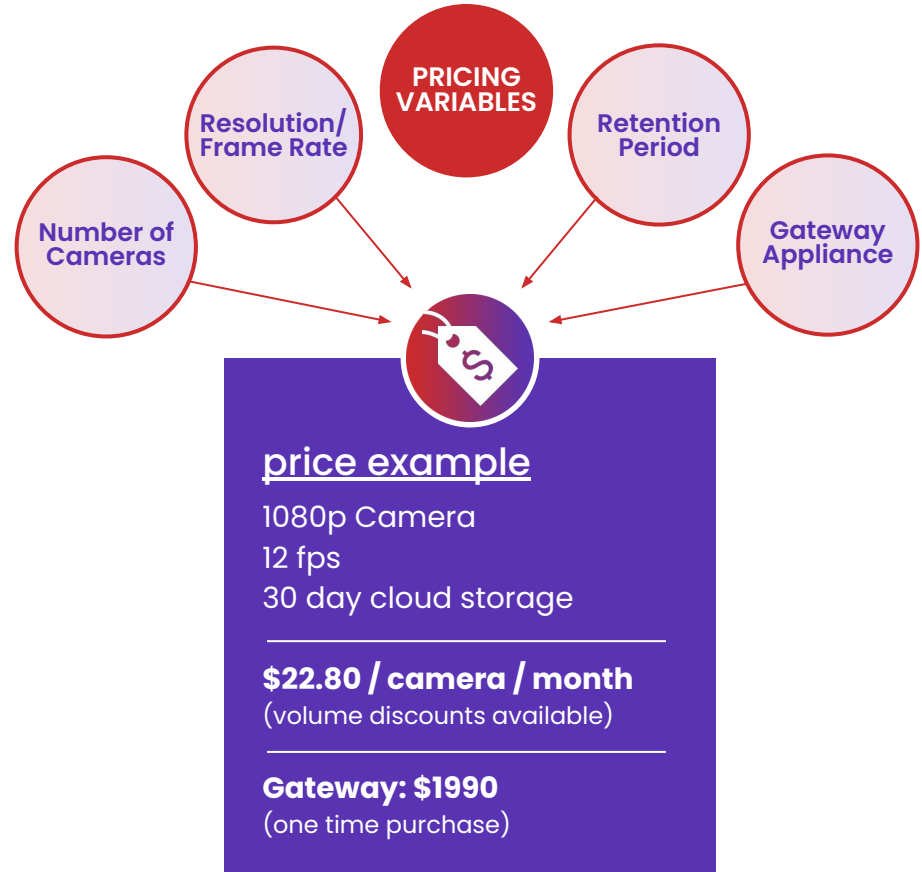 PRICING
VARIABLES
Resolution/
Frame Rate
Retention
Period
Number of
Cameras
Gateway
Appliance
$
price example
1080p Camera
12 fps
30 day cloud storage
$22.80 / camera / month
(volume discounts available)
Gateway: $1990
(one time purchase)